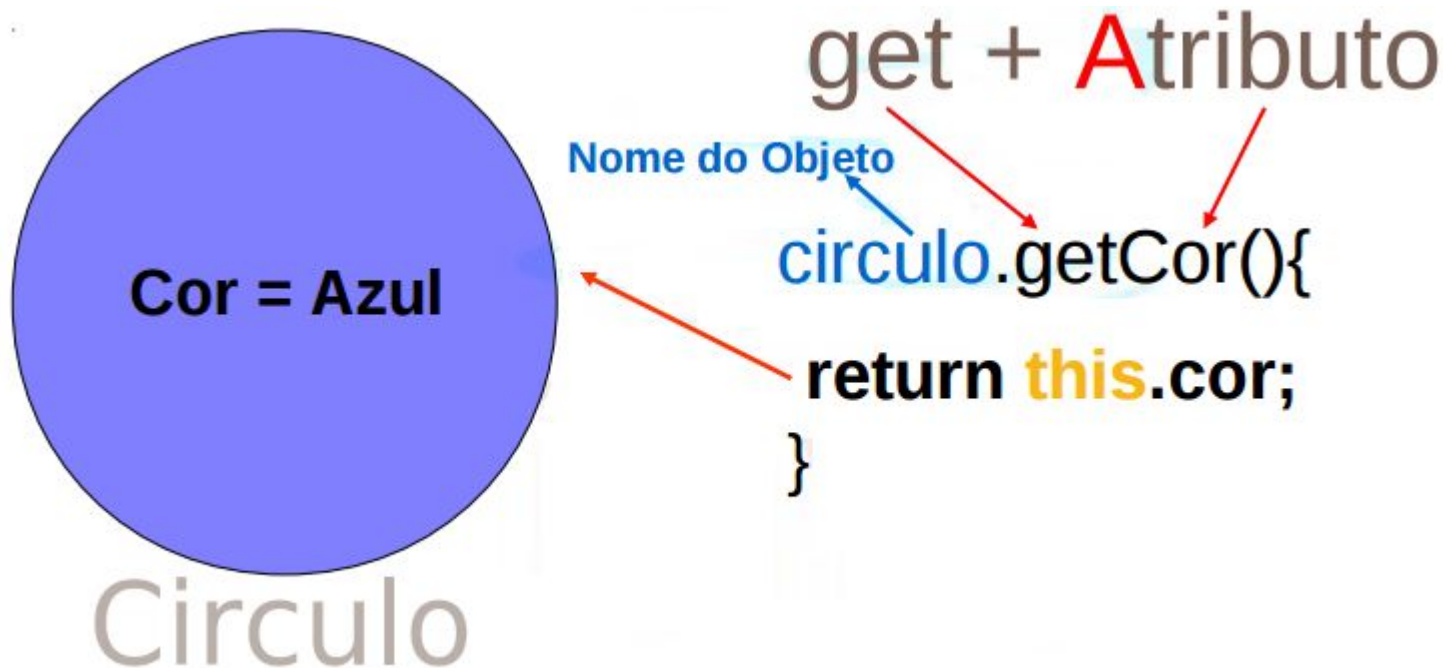 get + Atributo
Nome do Objeto
circulo.getCor(){
Cor = Azul
return this.cor;
}
Circulo